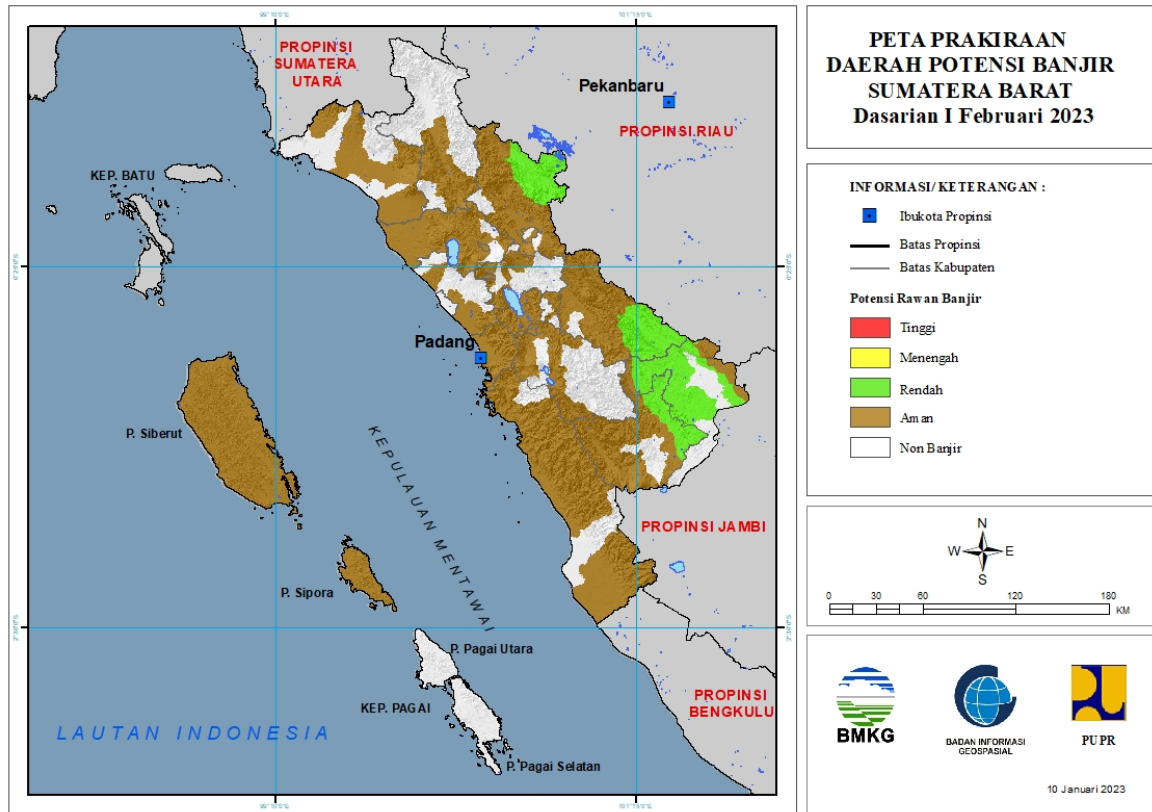 PETA PRAKIRAAN
DAERAH POTENSI BANJIR
SUMATERA BARAT
Dasarian I Februari 2023
INFORMASI/KETERANGAN :
Ibukota Propinsi
Batas Propinsi
Batas Kabupaten
Potensi Rawan Banjir
Tinggi
Menengah
Rendah
Aman
Non Banjir
N
W E
S
0 30 60 120 180
KM
BMKG
BADAN INFORMASI
GEOSPASIAL
PUPR
10 Januari 2023
PROPINSI
SUMATERA
UTARA
Pekanbaru
PROPINSI RIAU
KEP. BATU
Padang
P. Siberut
KEPULAUAN MENTAWAI
PROPINSI JAMBI
P. Sipora
P. Pagai Utara
KEP. PAGAI
PROPINSI
BENGKULU
LAUTAN INDONESIA
P. Pagai Selatan